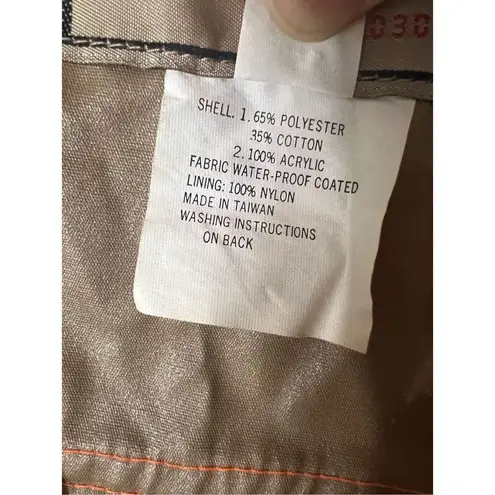 030
SHELL. 1. 65% POLYESTER
35% COTTON
2. 100% ACRYLIC
FABRIC WATER-PROOF COATED
LINING: 100% NYLON
MADE IN TAIWAN
WASHING INSTRUCTIONS
ON BACK